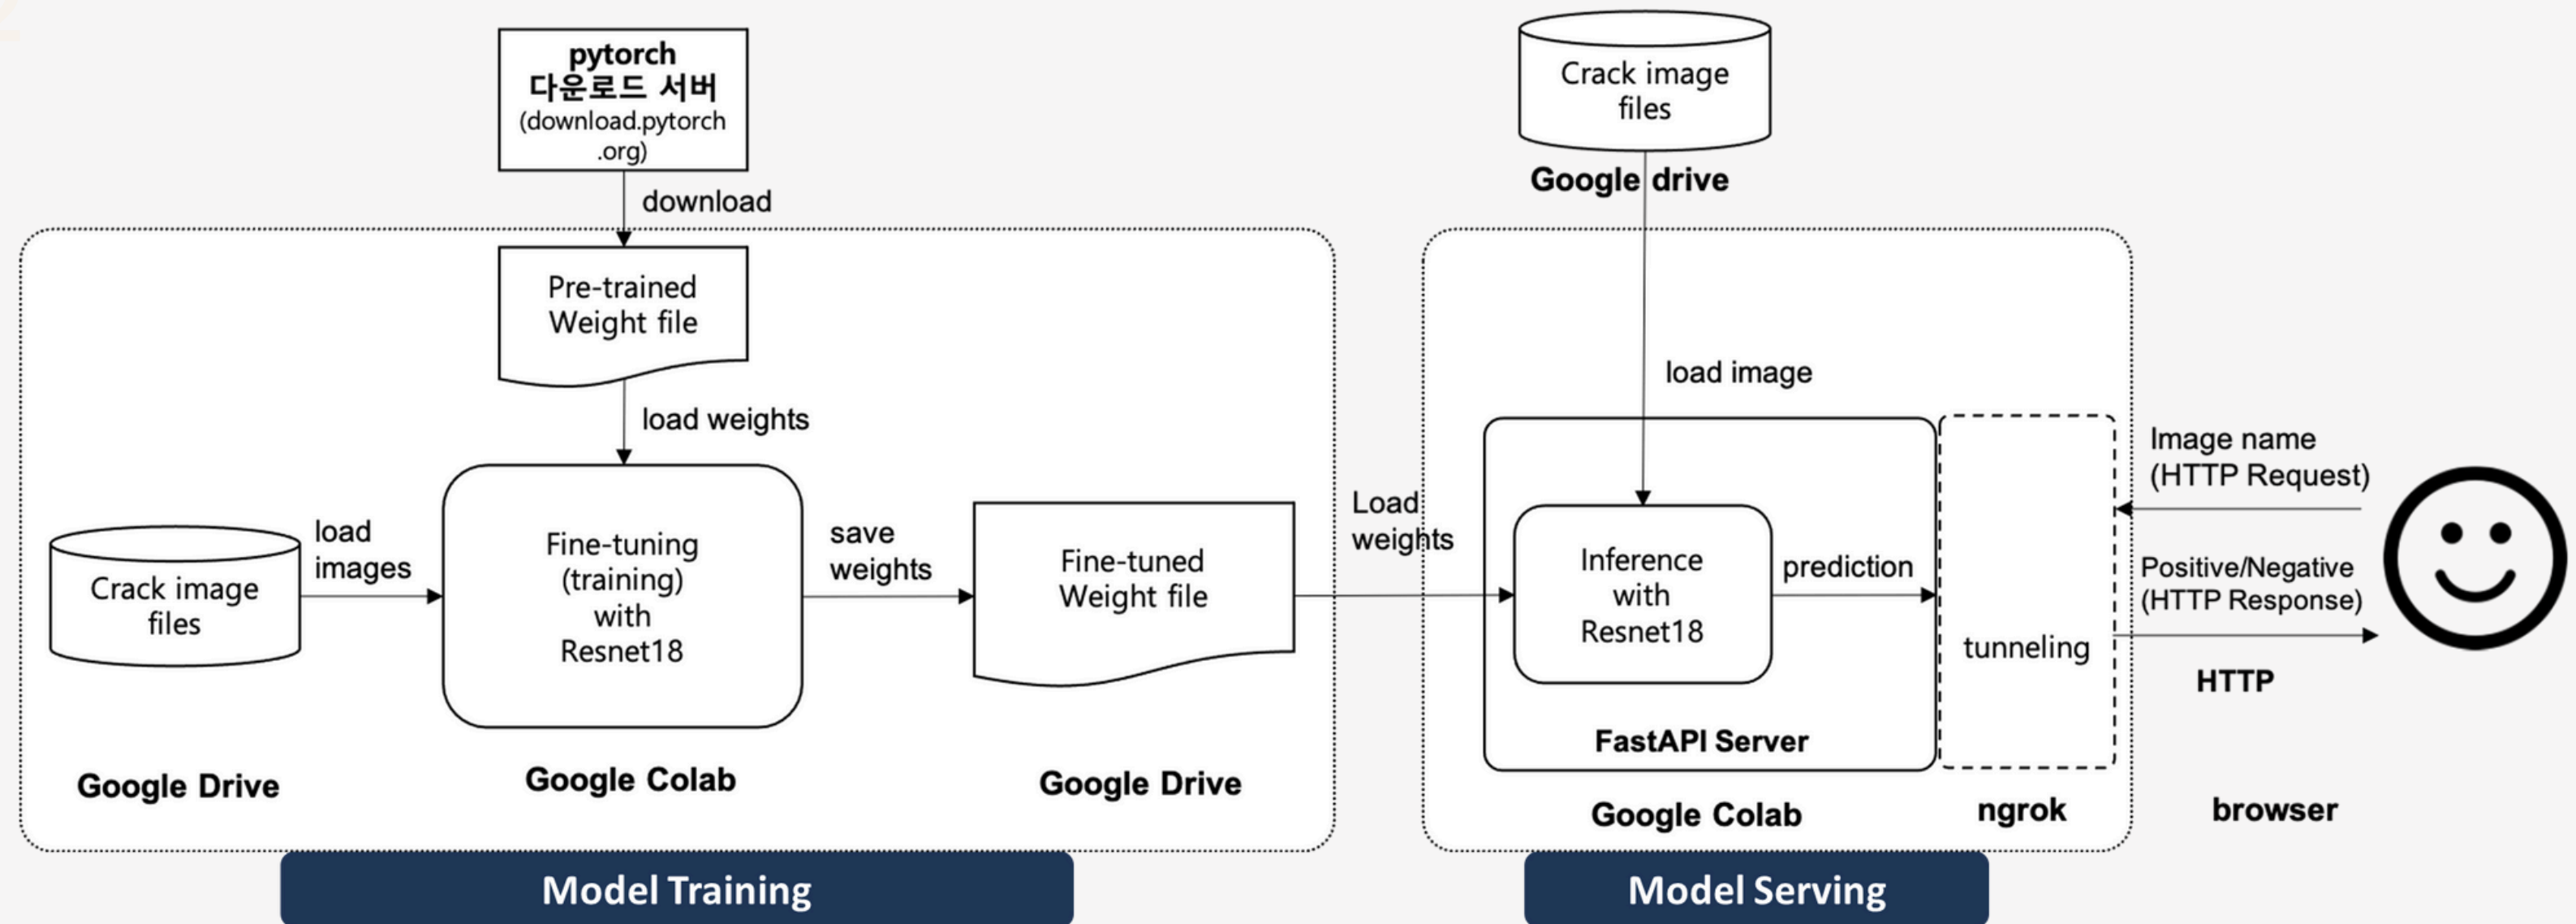 pytorch
다운로드 서버
(download.pytorch
.org)
download
Pre-trained
Weight file
load weights
Crack image
files
load
images
Fine-tuning
(training)
with
Resnet18
save
weights
Fine-tuned
Weight file
Google Drive
Google Colab
Google Drive
Model Training
Crack image
files
Google drive
load image
Load
weights
Inference
with
Resnet18
prediction
FastAPI Server
tunneling
Google Colab
ngrok
Image name
(HTTP Request)
Positive/Negative
(HTTP Response)
HTTP
browser
Model Serving